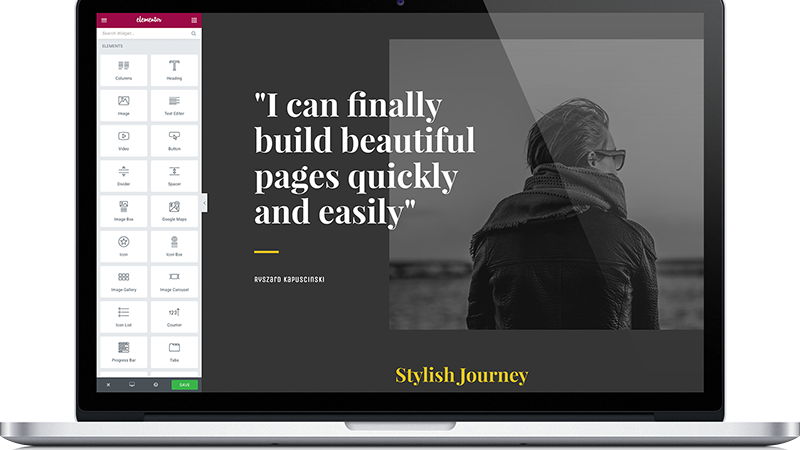 elementor
Search Widget...
ELEMENTS
Columns
Heading
Image
Text Editor
Video
Button
Divider
Spacer
Image Box
Google Maps
Icon
Icon Box
Image Gallery
Image Carousel
Icon List
Counter
Progress Bar
Tabs
SAVE
"I can finally
build beautiful
pages quickly
and easily"
Ryszard Kapuscinski
Stylish Journey